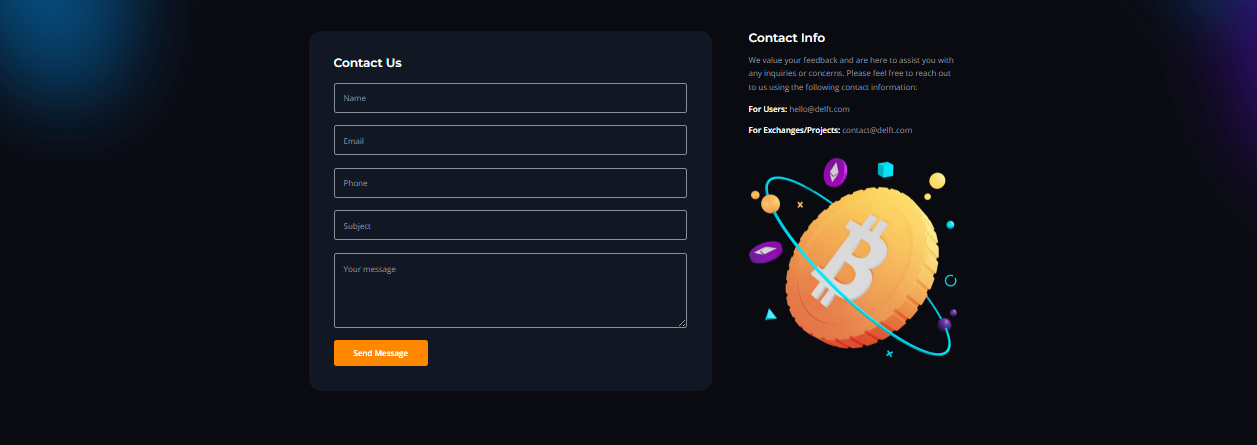 Contact Us
Name
Email
Phone
Subject
Your message
Send Message
Contact Info
We value your feedback and are here to assist you with
any inquiries or concerns. Please feel free to reach out
to us using the following contact information:
For Users: hello@delft.com
For Exchanges/Projects: contact@delft.com